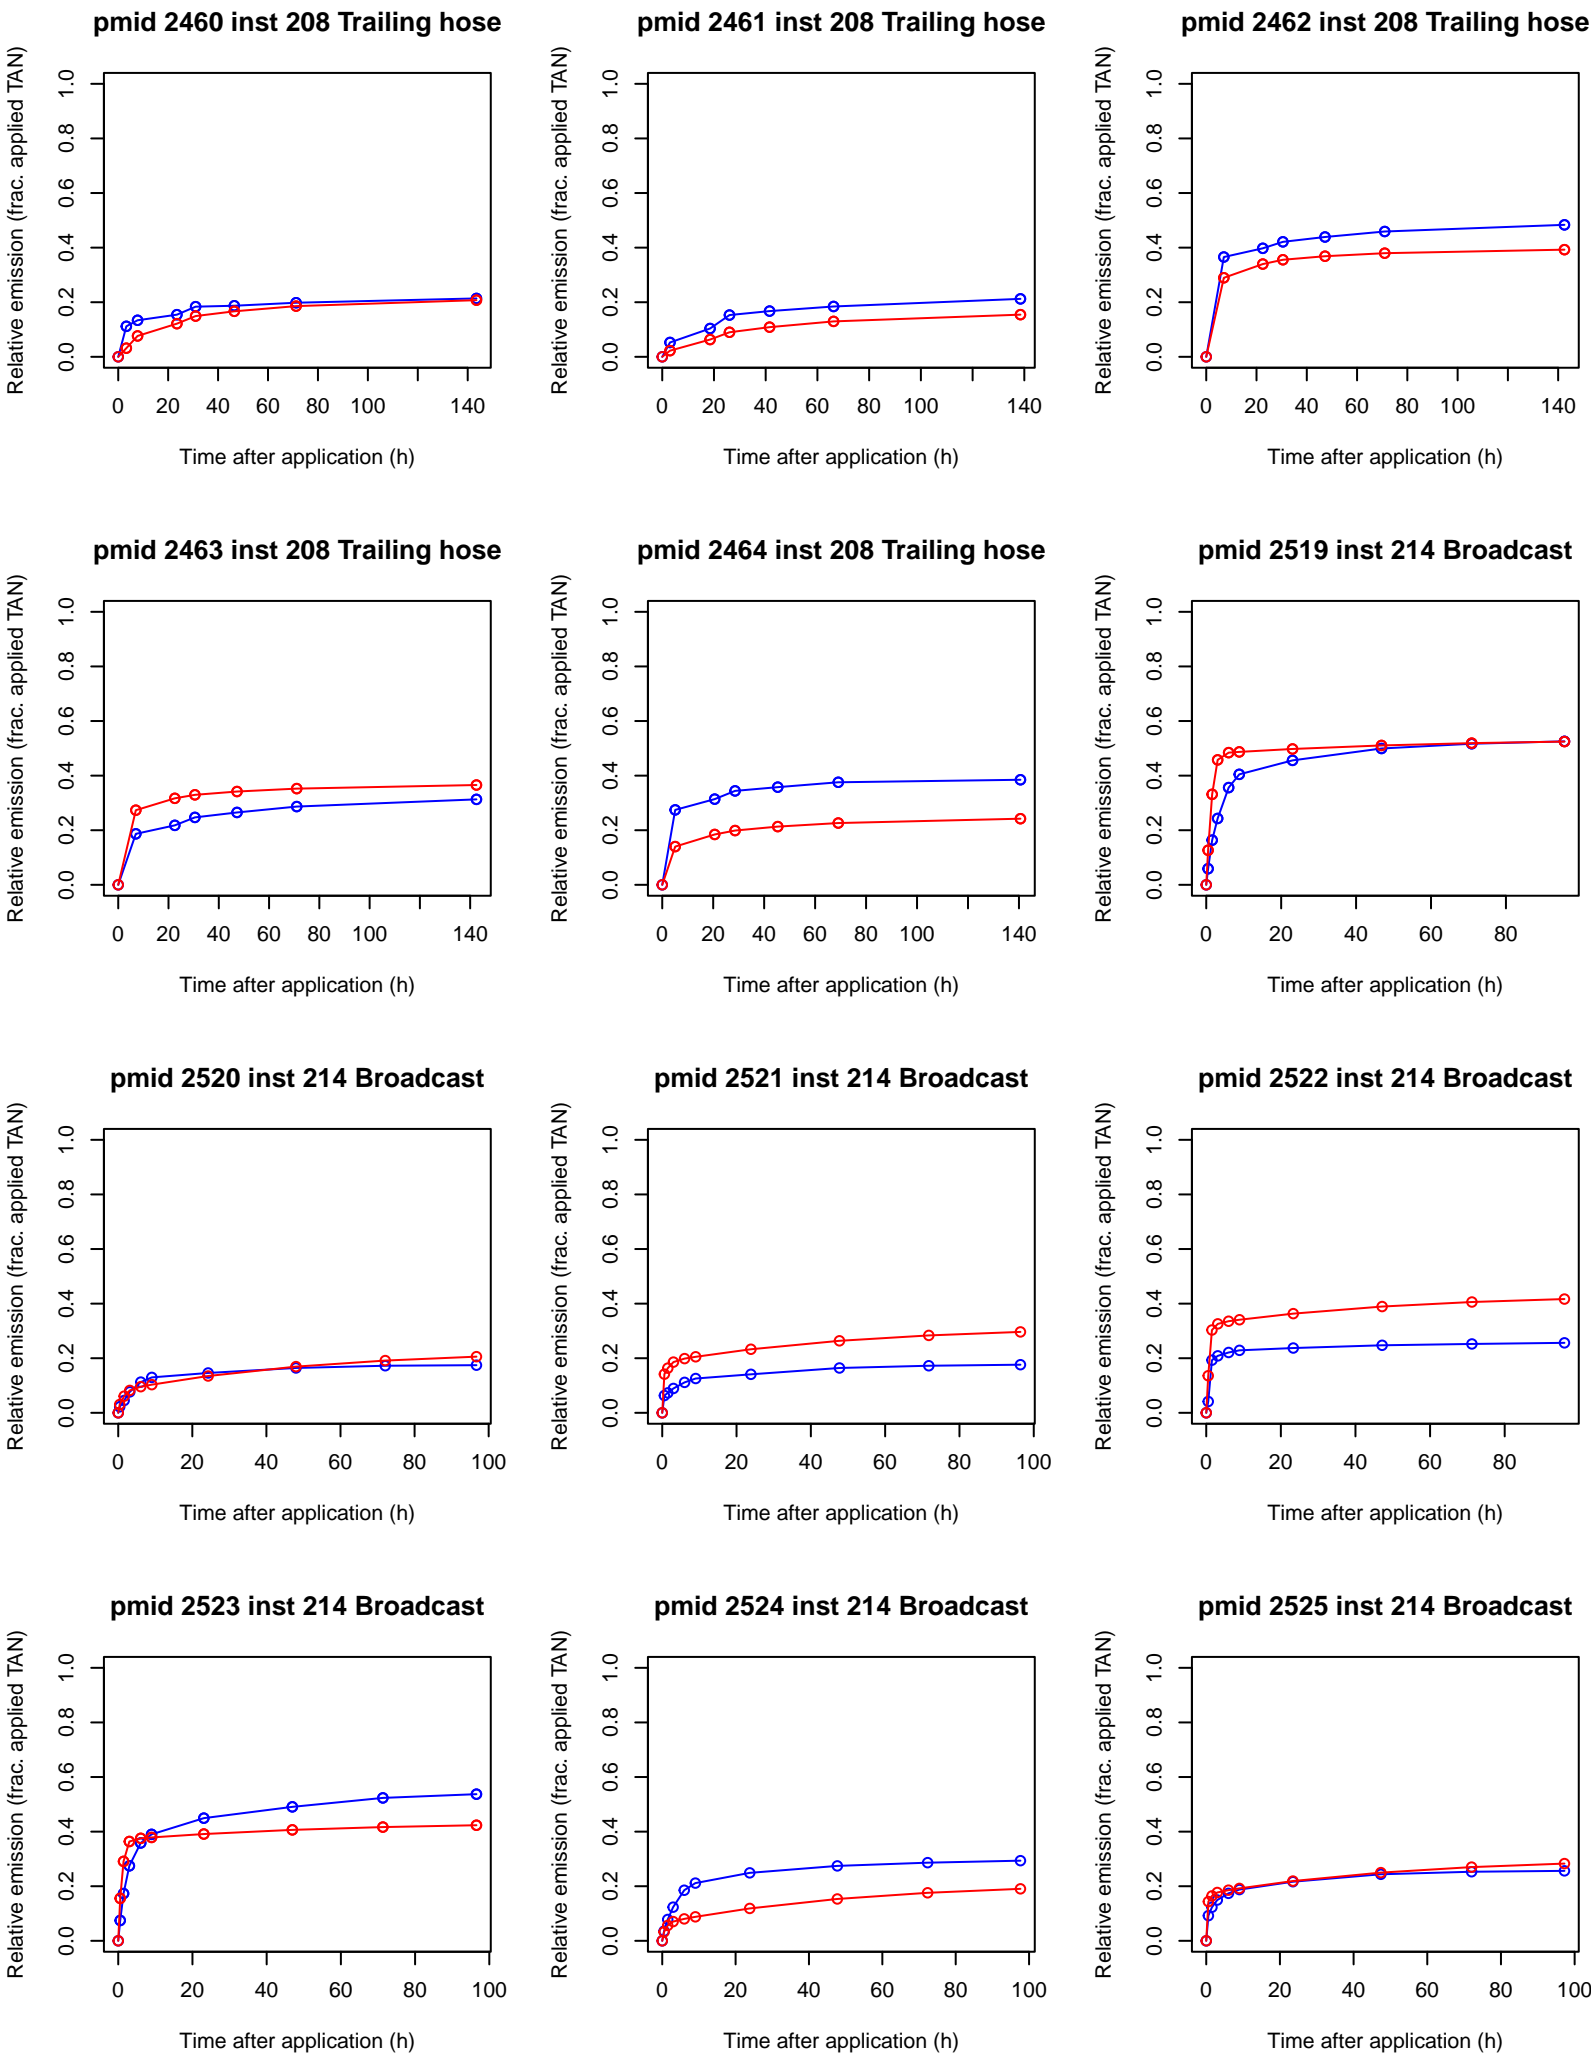 pmid 2460 inst 208 Trailing hose
Relative emission (frac. applied TAN)
1.0
0.8
0.6
0.4
0.2
0.0
0 20 40 60 80 100 140
Time after application (h)
pmid 2461 inst 208 Trailing hose
Relative emission (frac. applied TAN)
1.0
0.8
0.6
0.4
0.2
0.0
0 20 40 60 80 100 140
Time after application (h)
pmid 2462 inst 208 Trailing hose
Relative emission (frac. applied TAN)
1.0
0.8
0.6
0.4
0.2
0.0
0 20 40 60 80 100 140
Time after application (h)
pmid 2463 inst 208 Trailing hose
Relative emission (frac. applied TAN)
1.0
0.8
0.6
0.4
0.2
0.0
0 20 40 60 80 100 140
Time after application (h)
pmid 2464 inst 208 Trailing hose
Relative emission (frac. applied TAN)
1.0
0.8
0.6
0.4
0.2
0.0
0 20 40 60 80 100 140
Time after application (h)
pmid 2519 inst 214 Broadcast
Relative emission (frac. applied TAN)
1.0
0.8
0.6
0.4
0.2
0.0
0 20 40 60 80
Time after application (h)
pmid 2520 inst 214 Broadcast
Relative emission (frac. applied TAN)
1.0
0.8
0.6
0.4
0.2
0.0
0 20 40 60 80 100
Time after application (h)
pmid 2521 inst 214 Broadcast
Relative emission (frac. applied TAN)
1.0
0.8
0.6
0.4
0.2
0.0
0 20 40 60 80 100
Time after application (h)
pmid 2522 inst 214 Broadcast
Relative emission (frac. applied TAN)
1.0
0.8
0.6
0.4
0.2
0.0
0 20 40 60 80
Time after application (h)
pmid 2523 inst 214 Broadcast
Relative emission (frac. applied TAN)
1.0
0.8
0.6
0.4
0.2
0.0
0 20 40 60 80 100
Time after application (h)
pmid 2524 inst 214 Broadcast
Relative emission (frac. applied TAN)
1.0
0.8
0.6
0.4
0.2
0.0
0 20 40 60 80 100
Time after application (h)
pmid 2525 inst 214 Broadcast
Relative emission (frac. applied TAN)
1.0
0.8
0.6
0.4
0.2
0.0
0 20 40 60 80 100
Time after application (h)